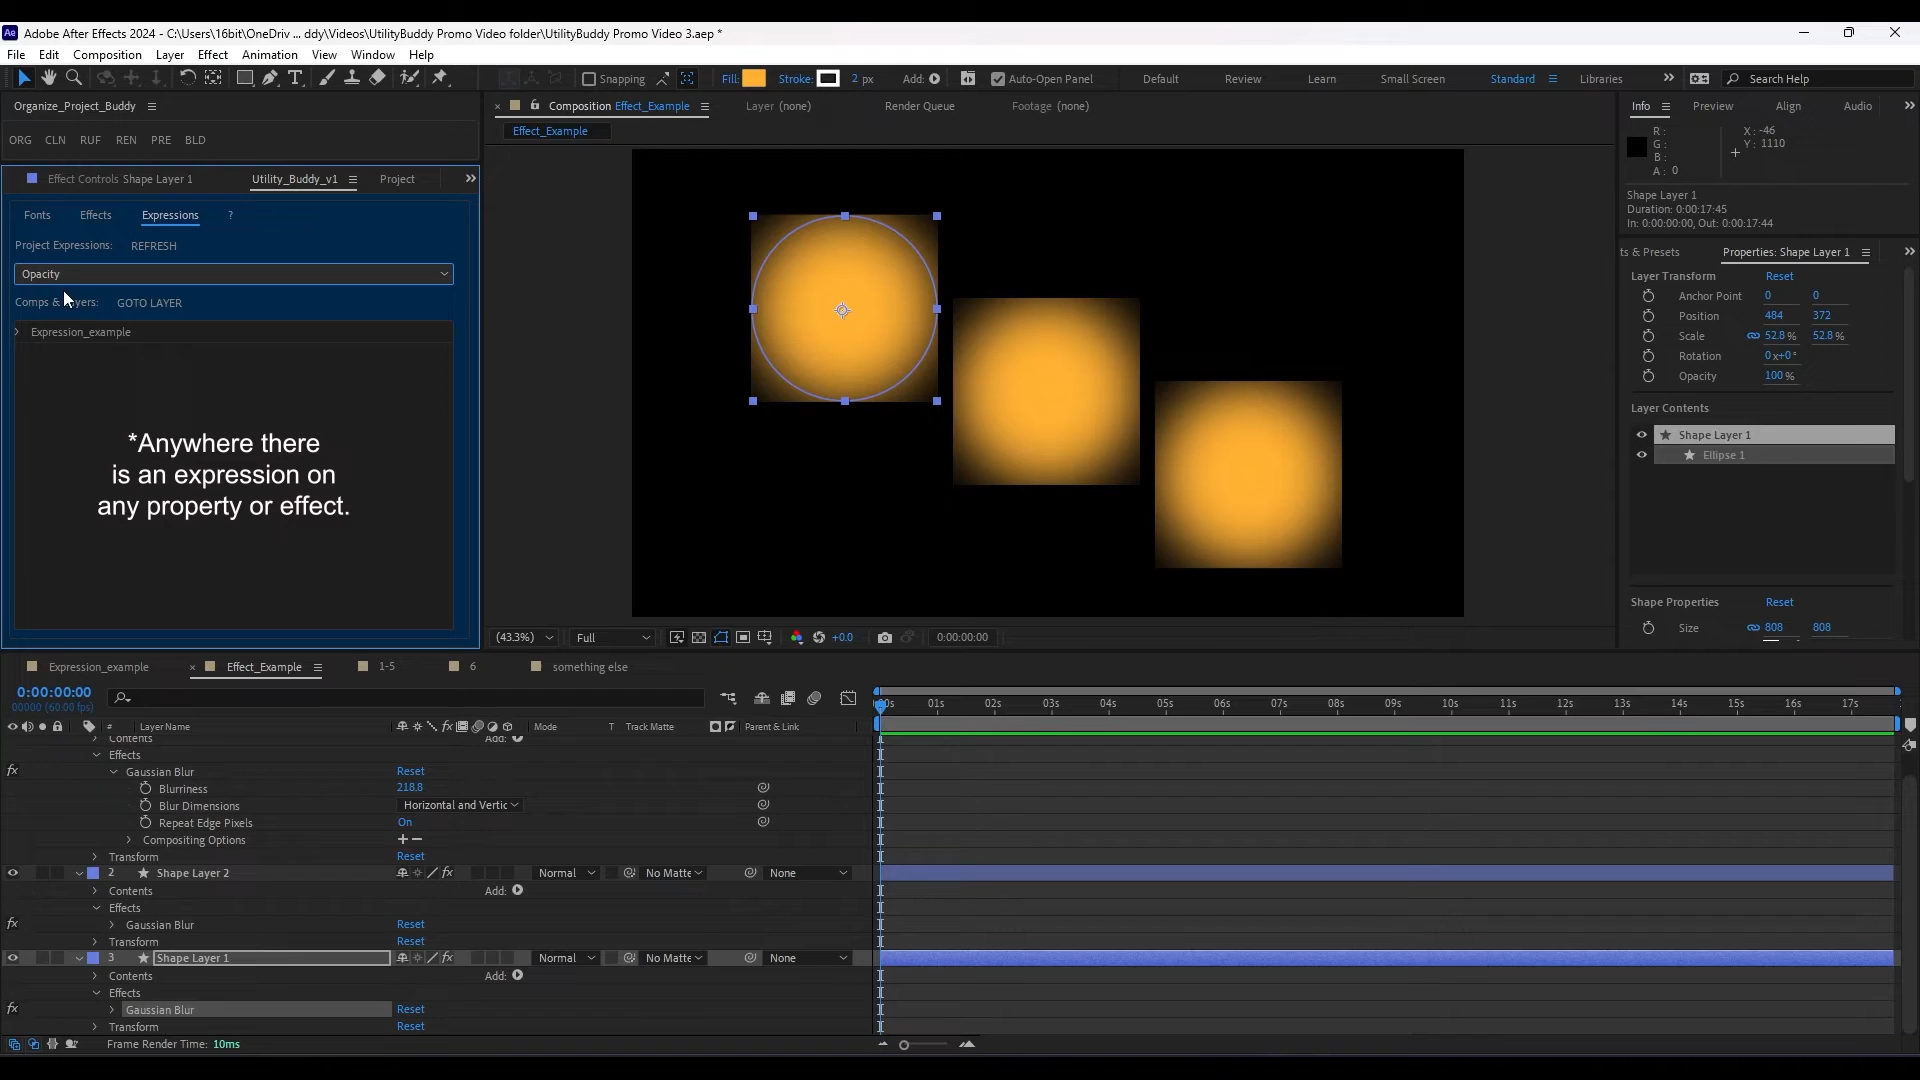 Adobe After Effects 2024 - C:\Users\16bit\OneDriv ... ddy\Videos\UtilityBuddy Promo Video folder\UtilityBuddy Promo Video 3.aep *
File Edit Composition Layer Effect Animation View Window Help
Snapping Fill: Stroke: 2 px Add: Auto-Open Panel Default Review Learn Small Screen Standard Libraries Search Help
Organize_Project_Buddy
ORG CLN RUF REN PRE BLD
Effect Controls Shape Layer 1 Utility_Buddy_v1 Project
Fonts Effects Expressions ?
Project Expressions: REFRESH
Opacity
Comps & GOTO LAYER
Expression_example
*Anywhere there
is an expression on
any property or effect.
Composition Effect_Example Layer (none) Render Queue Footage (none)
Effect_Example
(43.3%) Full +0.0 0:00:00:00
Info Preview Align Audio
R: X: -46
G: Y: 1110
B:
A: 0
Shape Layer 1
Duration: 0:00:17:45
In: 0:00:00:00, Out: 0:00:17:44
ts & Presets Properties: Shape Layer 1
Layer Transform Reset
Anchor Point 0 0
Position 484 372
Scale 52.8 % 52.8 %
Rotation 0x+0°
Opacity 100 %
Layer Contents
Shape Layer 1
Ellipse 1
Shape Properties Reset
Size 808 808
Expression_example Effect_Example 1-5 6 something else
0:00:00:00
00000 (60.00 fps)
# Layer Name Mode T Track Matte Parent & Link
01s 02s 03s 04s 05s 06s 07s 08s 09s 10s 11s 12s 13s 14s 15s 16s 17s
Contents Add:
Effects
fx Gaussian Blur Reset
Blurriness 218.8
Blur Dimensions Horizontal and Vertic
Repeat Edge Pixels On
Compositing Options
Transform Reset
2 Shape Layer 2 Normal No Matte None
Contents Add:
Effects
fx Gaussian Blur Reset
Transform Reset
3 Shape Layer 1 Normal No Matte None
Contents Add:
Effects
fx Gaussian Blur Reset
Transform Reset
Frame Render Time: 10ms